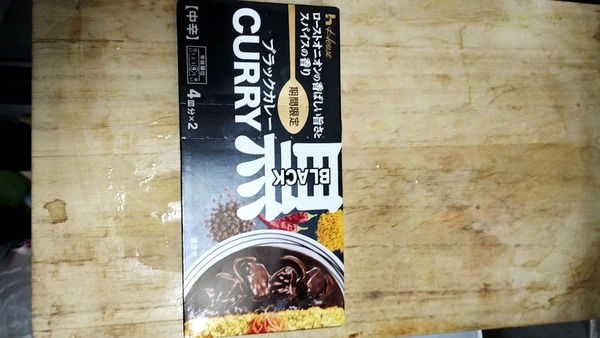 House
ローストオニオンの香ばしい旨さと
スパイスの香り
期間限定
ブラックカレー
CURRY
黒
BLACK
【中辛】
4皿分×2